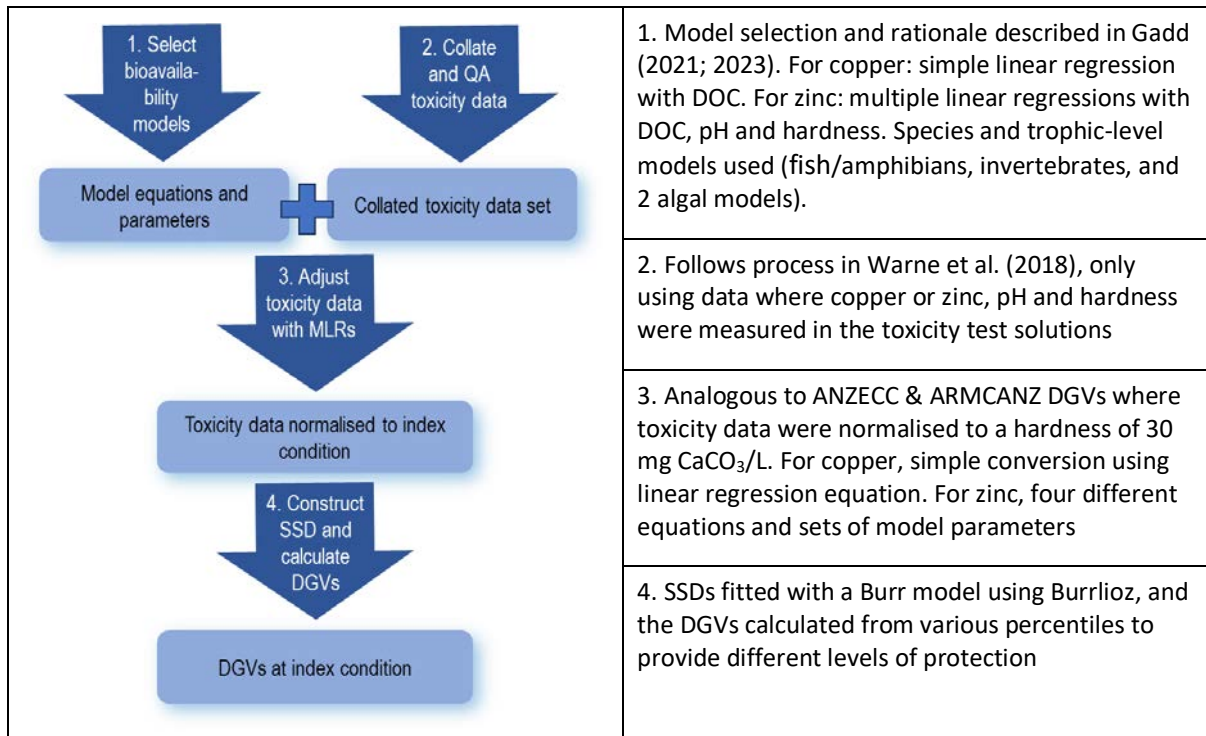 1. Select
bioavaila-
bility
models
2. Collate
and QA
toxicity data
Model equations and
parameters
Collated toxicity data set
3. Adjust
toxicity data
with MLRs
Toxicity data normalised to index
condition
4. Construct
SSD and
calculate
DGVs
DGVs at index condition
1. Model selection and rationale described in Gadd
(2021; 2023). For copper: simple linear regression
with DOC. For zinc: multiple linear regressions with
DOC, pH and hardness. Species and trophic-level
models used (fish/amphibians, invertebrates, and
2 algal models).
2. Follows process in Warne et al. (2018), only
using data where copper or zinc, pH and hardness
were measured in the toxicity test solutions
3. Analogous to ANZECC & ARMCANZ DGVs where
toxicity data were normalised to a hardness of 30
mg CaCO₃/L. For copper, simple conversion using
linear regression equation. For zinc, four different
equations and sets of model parameters
4. SSDs fitted with a Burr model using Burrlioz, and
the DGVs calculated from various percentiles to
provide different levels of protection